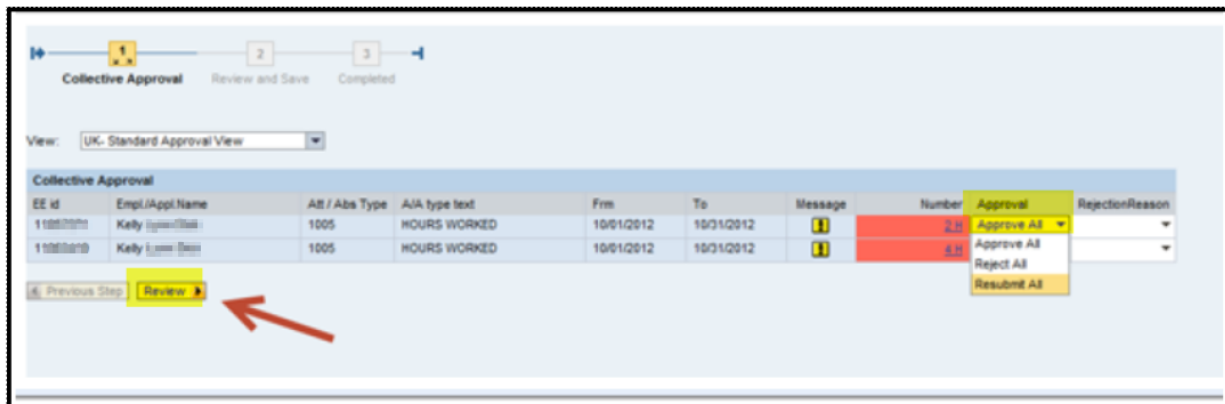 1 2 3
Collective Approval Review and Save Completed
View: UK- Standard Approval View
Collective Approval
EE id Empl./Appl.Name Att / Abs Type A/A type text Frm To Message Number Approval RejectionReason
Kelly 1005 HOURS WORKED 10/01/2012 10/31/2012 2 H Approve All
Kelly 1005 HOURS WORKED 10/01/2012 10/31/2012 4 H Approve All
Reject All
Previous Step Review Resubmit All